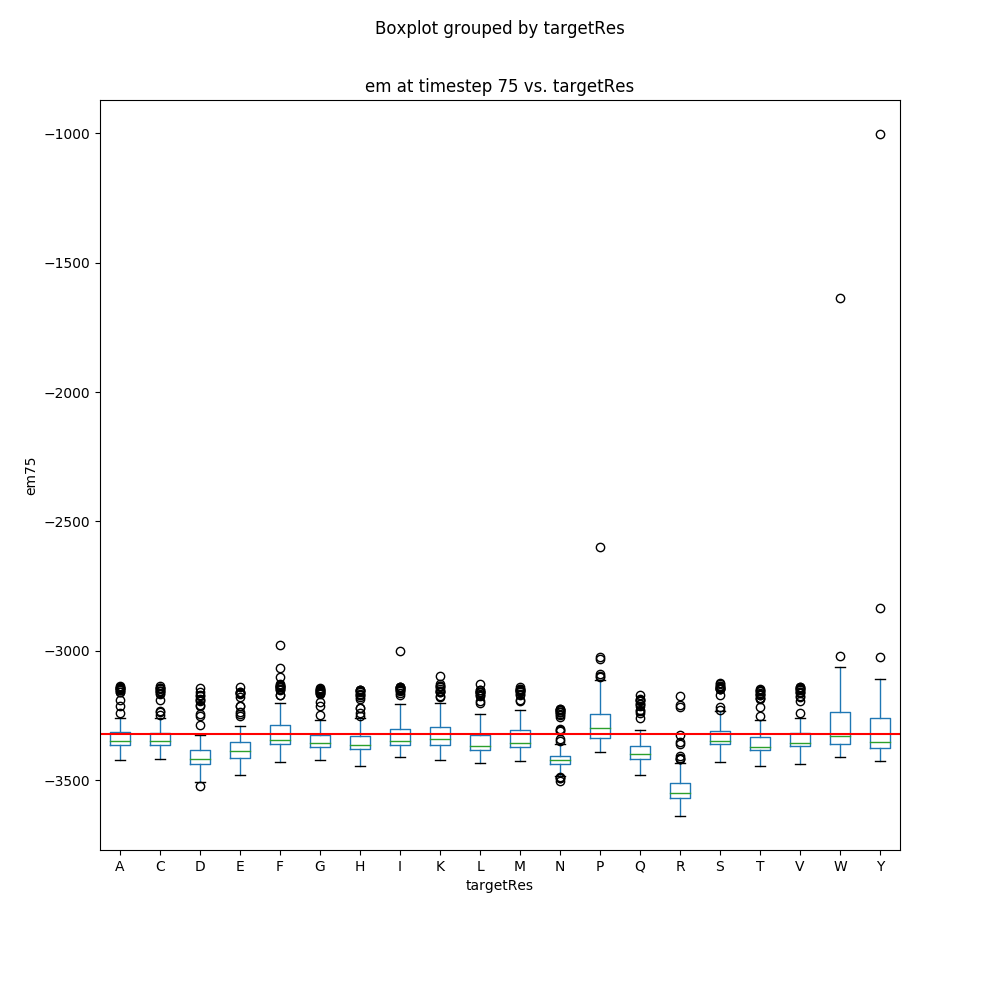 Boxplot grouped by targetRes
em at timestep 75 vs. targetRes
−1000
−1500
−2000
−2500
−3000
−3500
em75
A C D E F G H I K L M N P Q R S T V W Y
targetRes